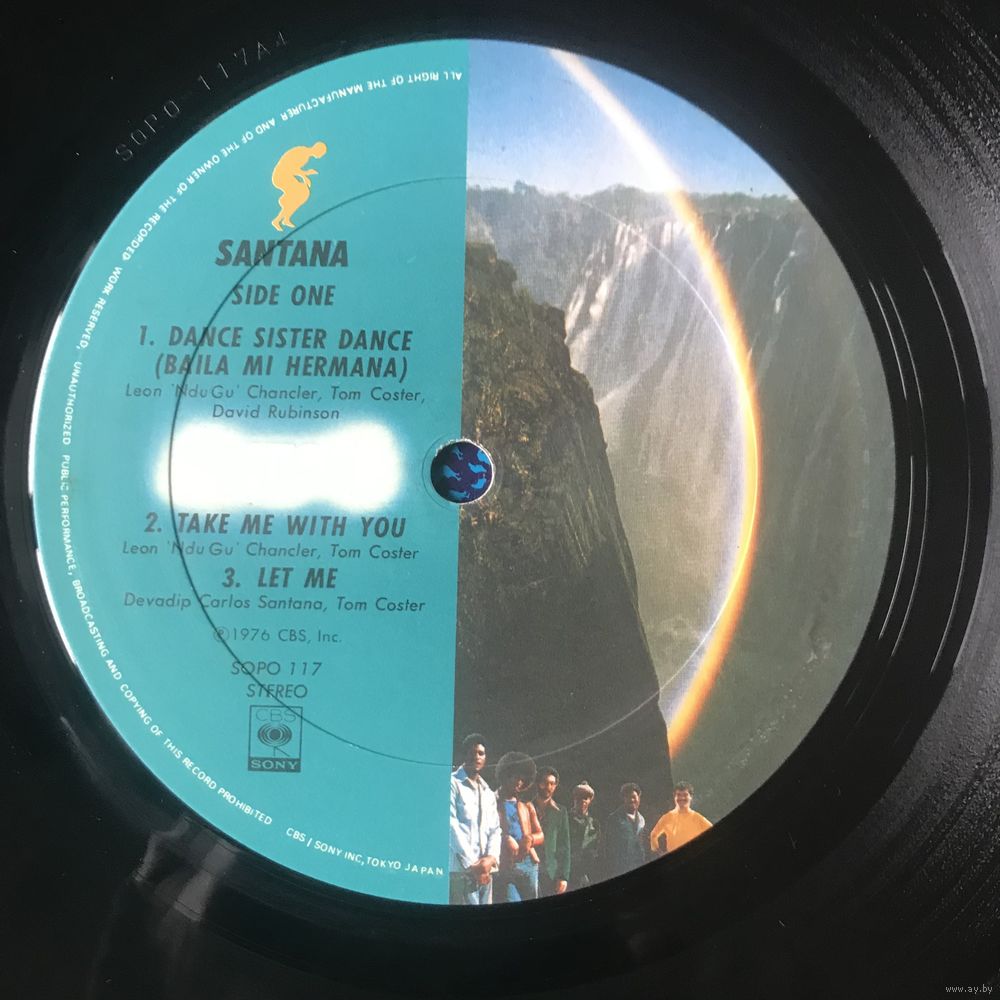 SOPO 117A4
SANTANA
SIDE ONE
1. DANCE SISTER DANCE
(BAILA MI HERMANA)
Leon 'Ndu Gu' Chancler, Tom Coster,
David Rubinson
2. TAKE ME WITH YOU
Leon 'Ndu Gu' Chancler, Tom Coster
3. LET ME
Devadip Carlos Santana, Tom Coster
℗1976 CBS, Inc.
SOPO 117
STEREO
CBS
SONY
ALL RIGHT OF THE MANUFACTURER AND OF THE OWNER OF THE RECORDED WORK RESERVED, UNAUTHORIZED PUBLIC PERFORMANCE, BROADCASTING AND COPYING OF THIS RECORD PROHIBITED CBS / SONY INC, TOKYO JAPAN
www.ay.by